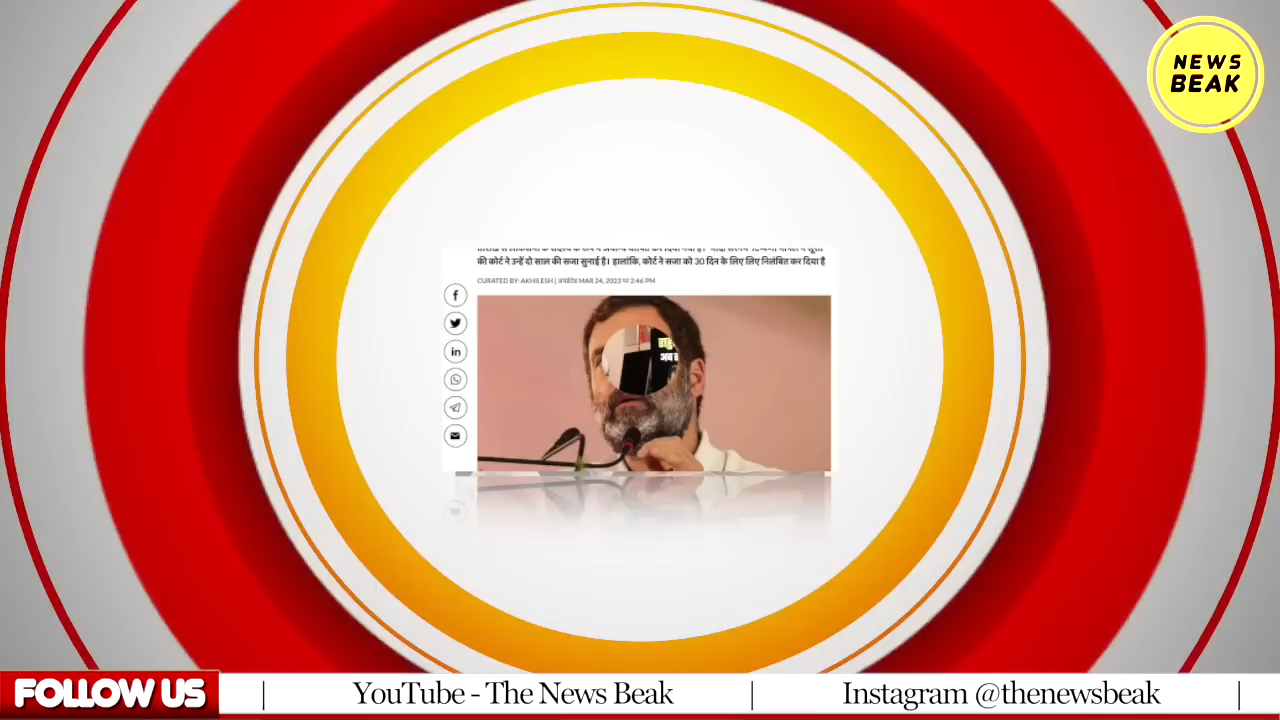 NEWS
BEAK
की कोर्ट ने उन्हें दो साल की सजा सुनाई है। हालांकि, कोर्ट ने सजा को 30 दिन के लिए लिए निलंबित कर दिया है
CURATED BY: AKHILESH | अपडेटेड MAR 24, 2023 पर 2:46 PM
अब
FOLLOW US | YouTube - The News Beak | Instagram @thenewsbeak |